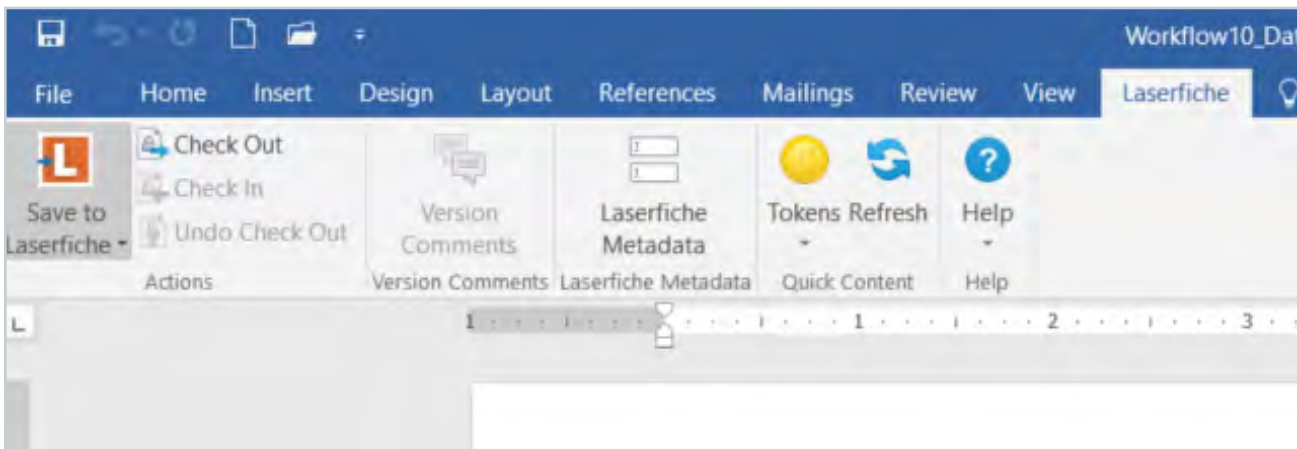 Workflow10_Dat
File Home Insert Design Layout References Mailings Review View Laserfiche
L
Save to
Laserfiche
Check Out
Check In
Undo Check Out
Actions
Version
Comments
Version Comments
Laserfiche
Metadata
Laserfiche Metadata
Tokens Refresh
Quick Content
?
Help
Help
L
1 1 2 3